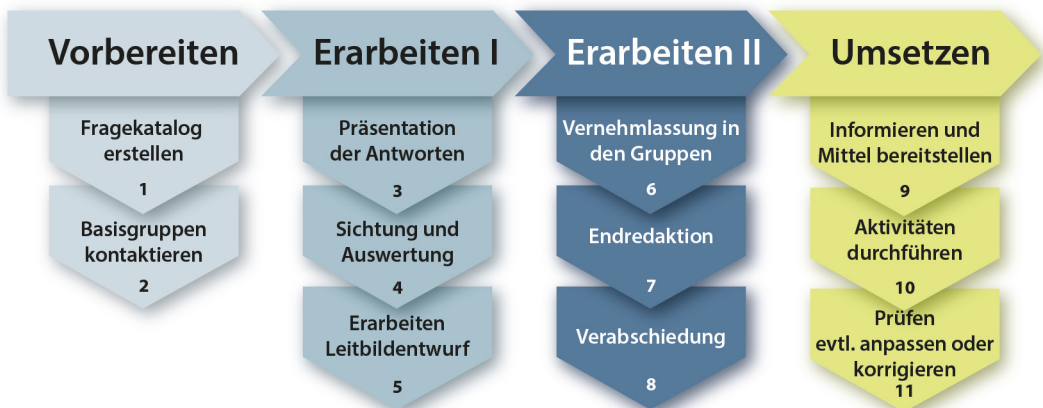 Vorbereiten
Fragekatalog
erstellen
1
Basisgruppen
kontaktieren
2
Erarbeiten I
Präsentation
der Antworten
3
Sichtung und
Auswertung
4
Erarbeiten
Leitbildentwurf
5
Erarbeiten II
Vernehmlassung in
den Gruppen
6
Endredaktion
7
Verabschiedung
8
Umsetzen
Informieren und
Mittel bereitstellen
9
Aktivitäten
durchführen
10
Prüfen
evtl. anpassen oder
korrigieren
11